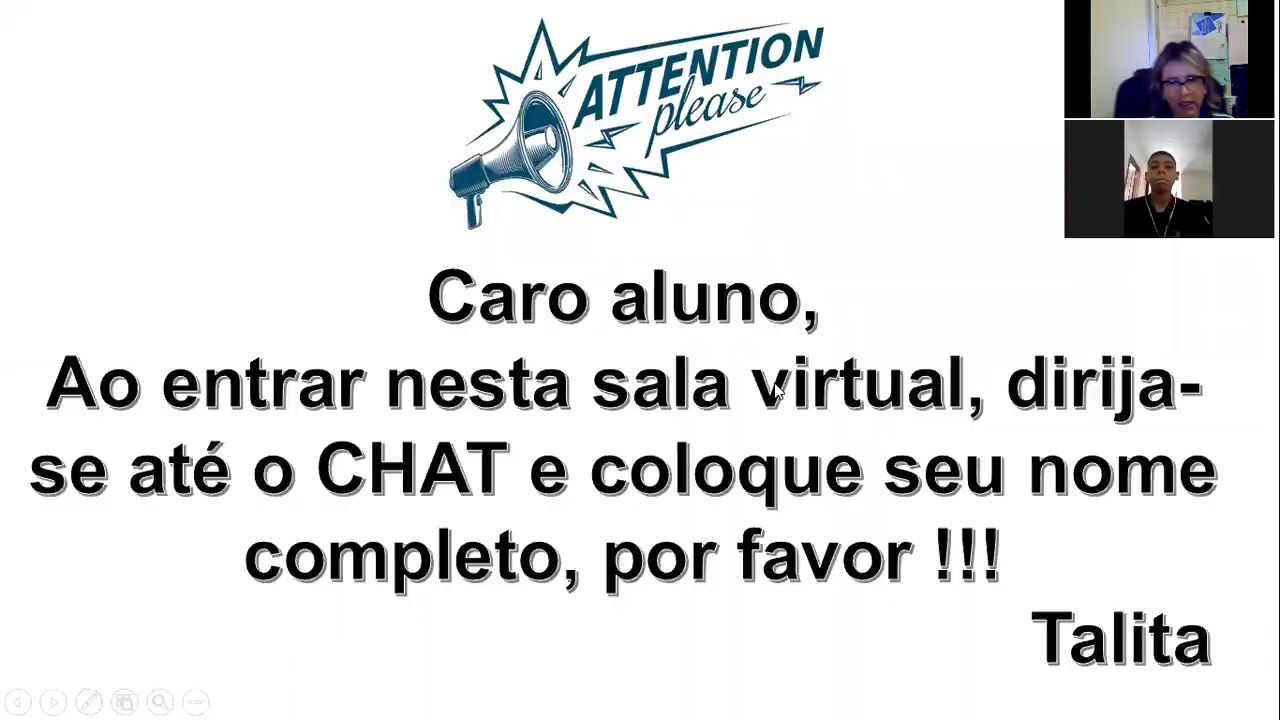 ATTENTION
please
Caro aluno,
Ao entrar nesta sala virtual, dirija-
se até o CHAT e coloque seu nome
completo, por favor !!!
Talita